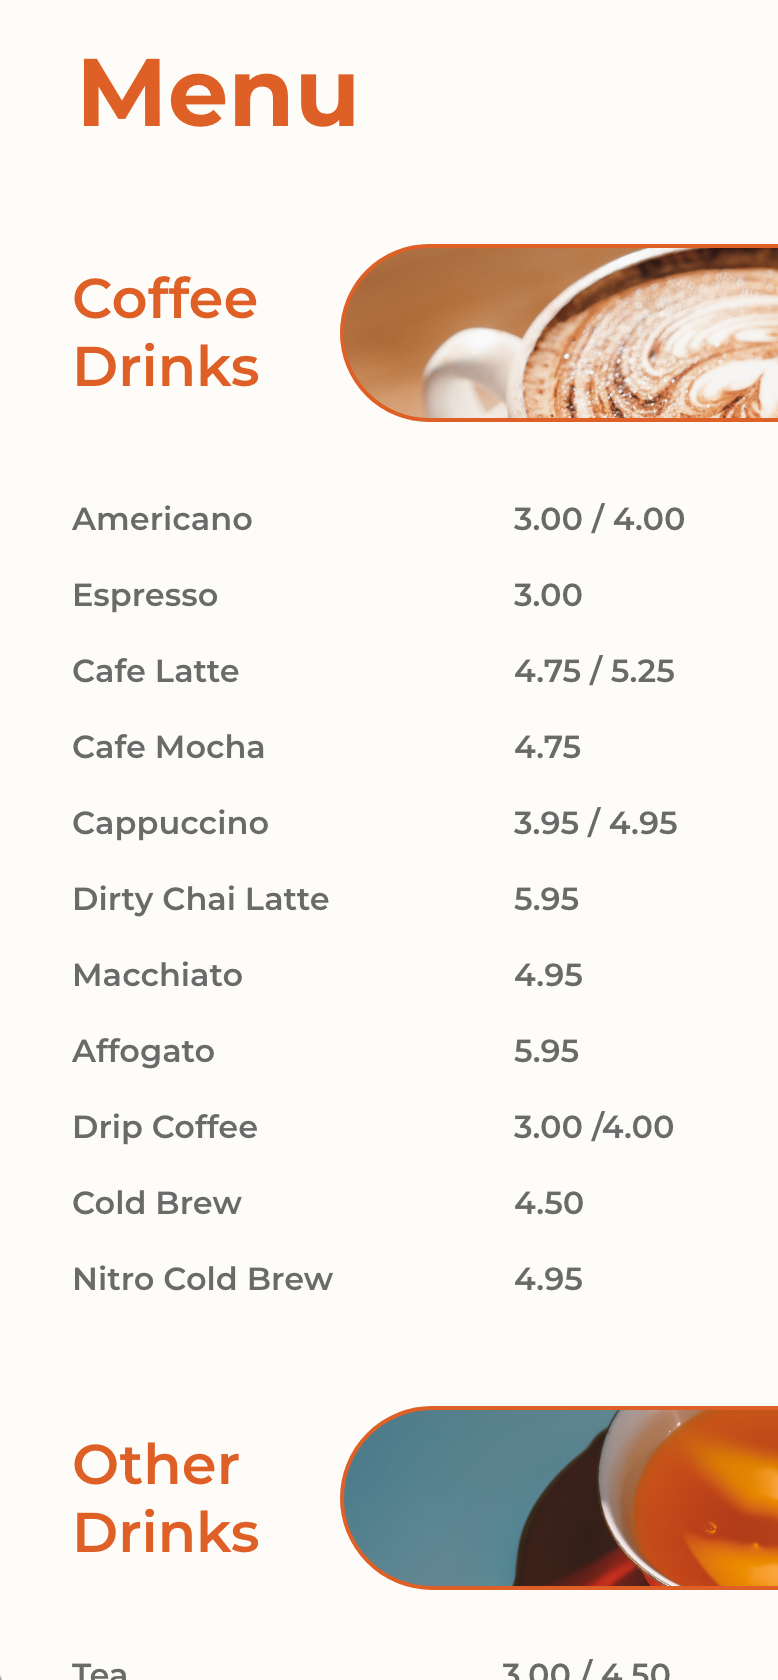 Menu
Coffee
Drinks
Americano 3.00 / 4.00
Espresso 3.00
Cafe Latte 4.75 / 5.25
Cafe Mocha 4.75
Cappuccino 3.95 / 4.95
Dirty Chai Latte 5.95
Macchiato 4.95
Affogato 5.95
Drip Coffee 3.00 /4.00
Cold Brew 4.50
Nitro Cold Brew 4.95
Other
Drinks
Tea 3.00 / 4.50